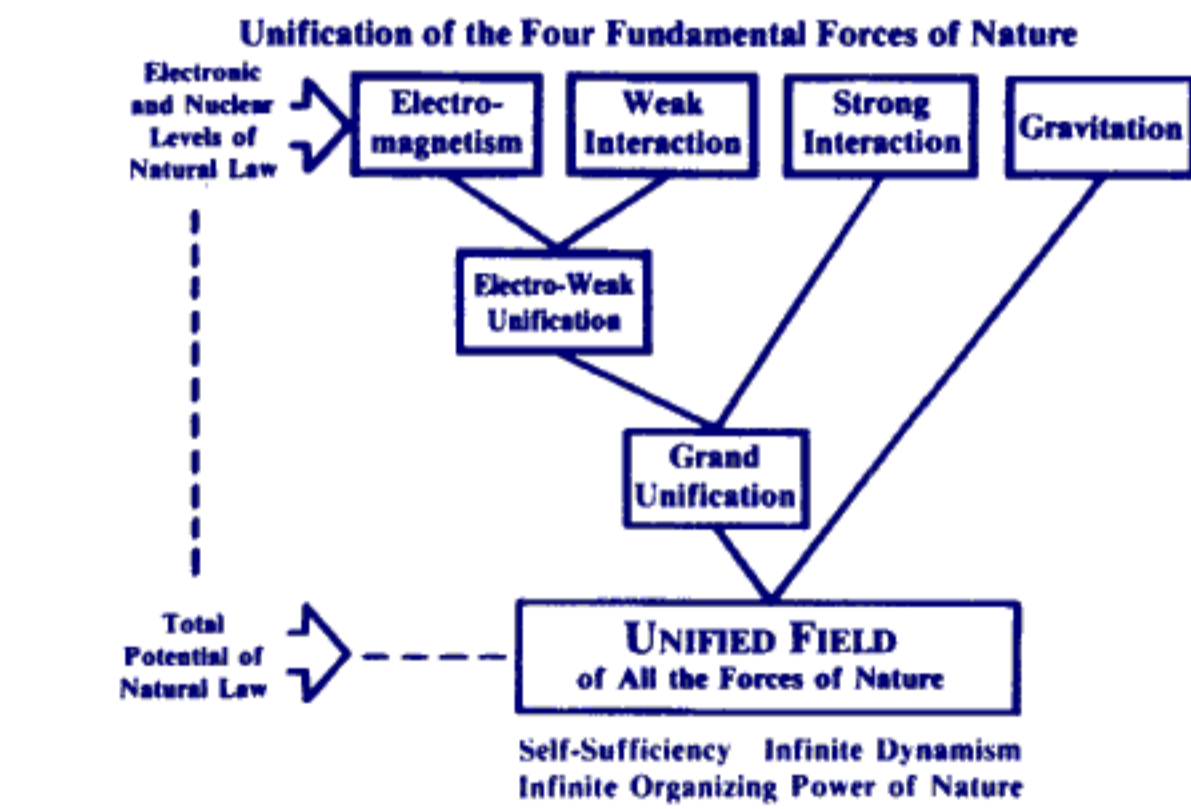 Unification of the Four Fundamental Forces of Nature
Electronic
and Nuclear
Levels of
Natural Law
Electro-
magnetism
Weak
Interaction
Strong
Interaction
Gravitation
Electro-Weak
Unification
Grand
Unification
Total
Potential of
Natural Law
UNIFIED FIELD
of All the Forces of Nature
Self-Sufficiency Infinite Dynamism
Infinite Organizing Power of Nature